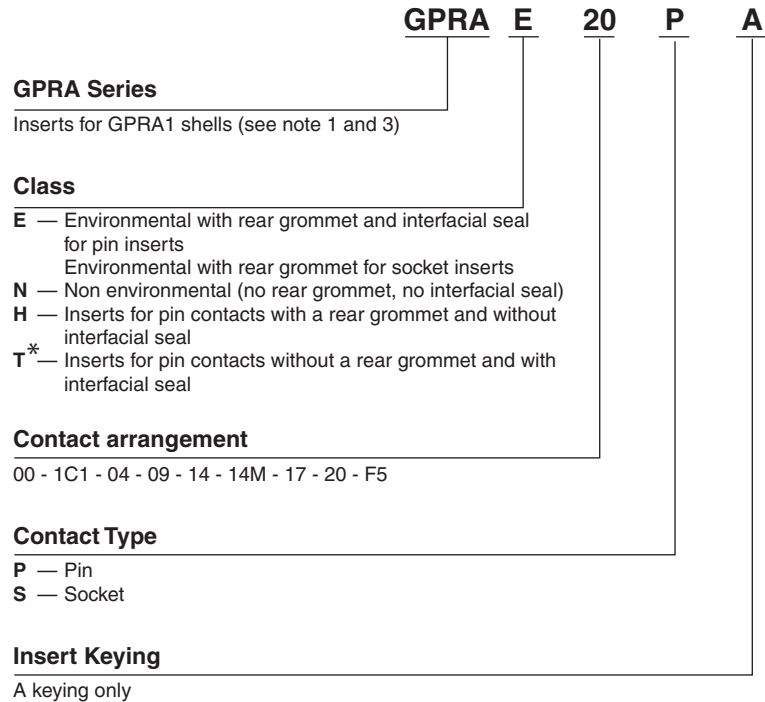 GPRA E 20 P A
GPRA Series
Inserts for GPRA1 shells (see note 1 and 3)
Class
E — Environmental with rear grommet and interfacial seal
for pin inserts
Environmental with rear grommet for socket inserts
N — Non environmental (no rear grommet, no interfacial seal)
H — Inserts for pin contacts with a rear grommet and without
interfacial seal
T* — Inserts for pin contacts without a rear grommet and with
interfacial seal
Contact arrangement
00 - 1C1 - 04 - 09 - 14 - 14M - 17 - 20 - F5
Contact Type
P — Pin
S — Socket
Insert Keying
A keying only